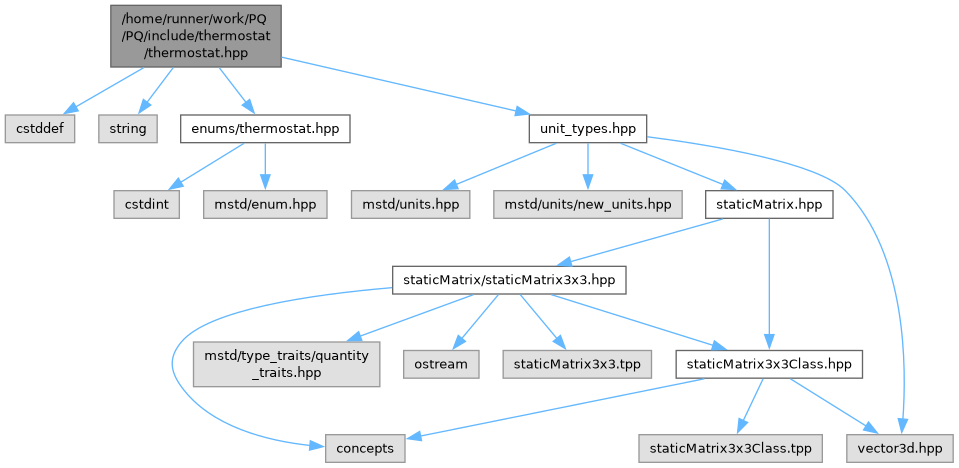 /home/runner/work/PQ
/PQ/include/thermostat
/thermostat.hpp
cstddef
string
enums/thermostat.hpp
unit_types.hpp
cstdint
mstd/enum.hpp
mstd/units.hpp
mstd/units/new_units.hpp
staticMatrix.hpp
staticMatrix/staticMatrix3x3.hpp
mstd/type_traits/quantity
_traits.hpp
ostream
staticMatrix3x3.tpp
staticMatrix3x3Class.hpp
concepts
staticMatrix3x3Class.tpp
vector3d.hpp